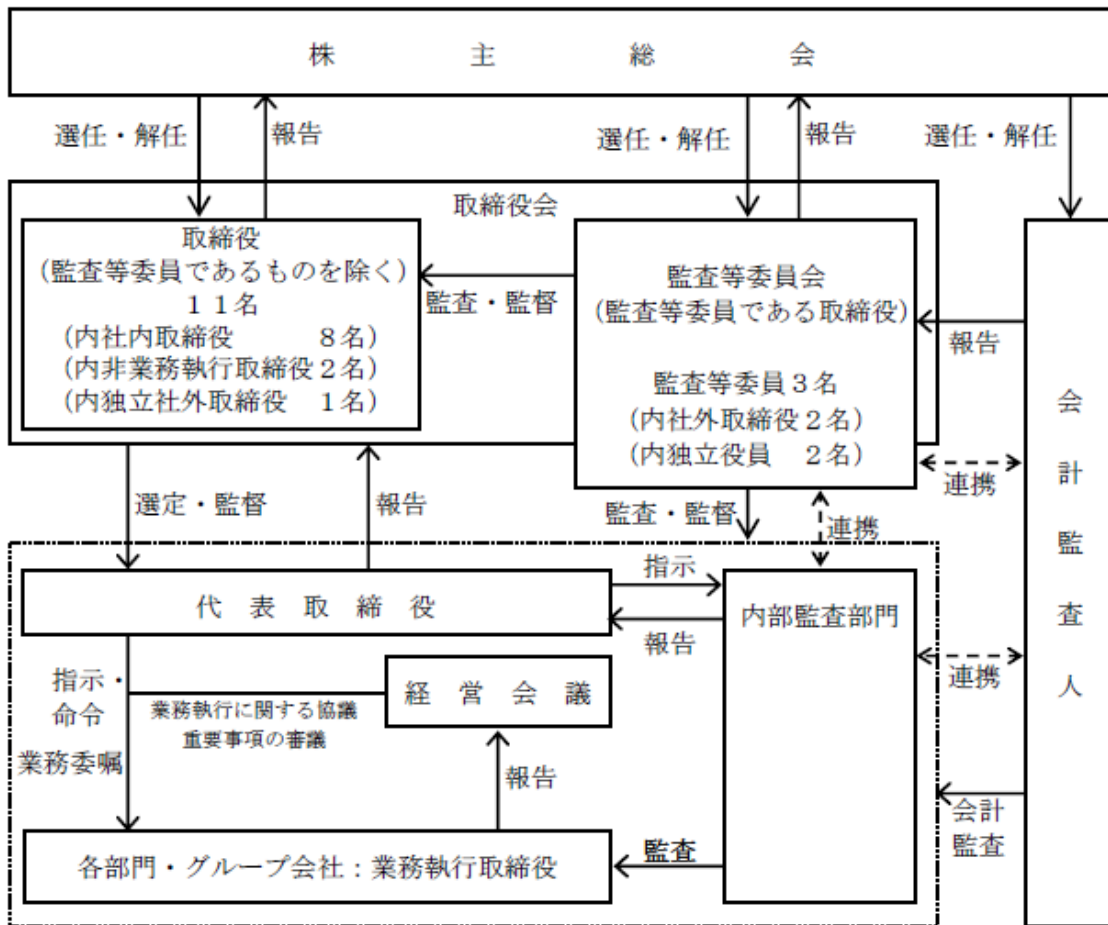 株主総会
選任・解任
報告
選任・解任
報告
選任・解任
取締役会
取締役
(監査等委員であるものを除く)
11名
(内社内取締役 8名)
(内非業務執行取締役2名)
(内独立社外取締役 1名)
監査・監督
監査等委員会
(監査等委員である取締役)
監査等委員3名
(内社外取締役2名)
(内独立役員 2名)
報告
会計監査人
連携
選定・監督
報告
監査・監督
連携
代表取締役
指示
報告
内部監査部門
連携
指示・
命令
業務委嘱
経営会議
業務執行に関する協議
重要事項の審議
報告
会計
監査
各部門・グループ会社:業務執行取締役
監査